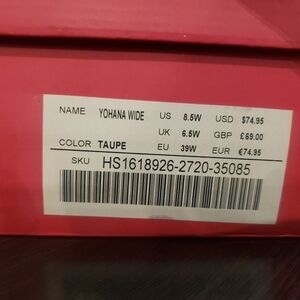 NAME YOHANA WIDE US 8.5W USD $74.95
UK 6.5W GBP £69.00
COLOR TAUPE EU 39W EUR €74.95
SKU HS1618926-2720-35085